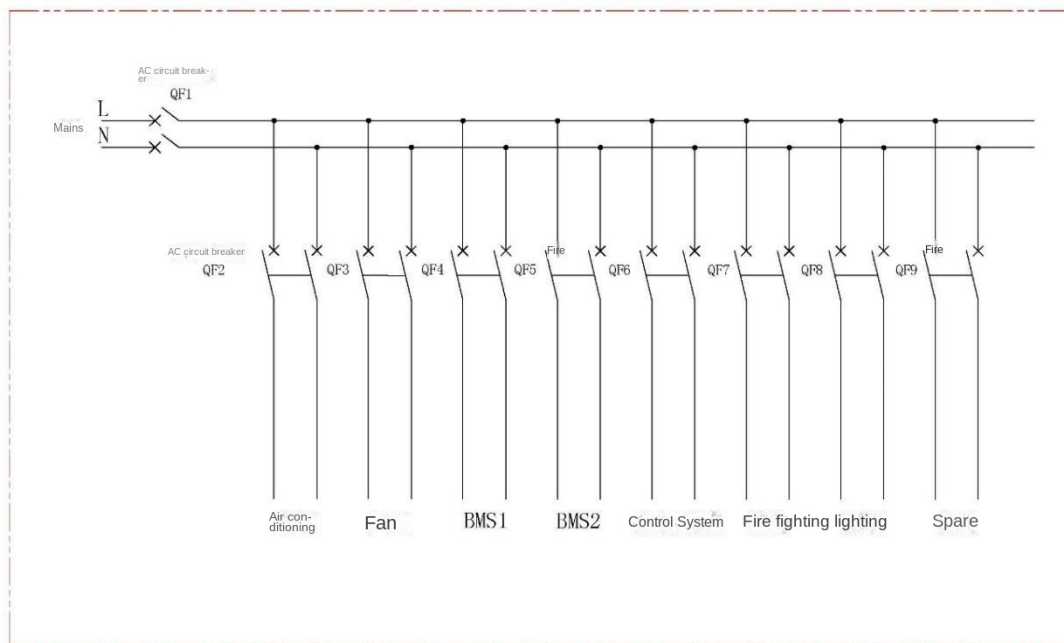 AC circuit break-
er
QF1
L
Mains
N
AC circuit breaker
Fire
Fire
QF2
QF3
QF4
QF5
QF6
QF7
QF8
QF9
Air con-
ditioning
Fan
BMS1
BMS2
Control System
Fire fighting lighting
Spare